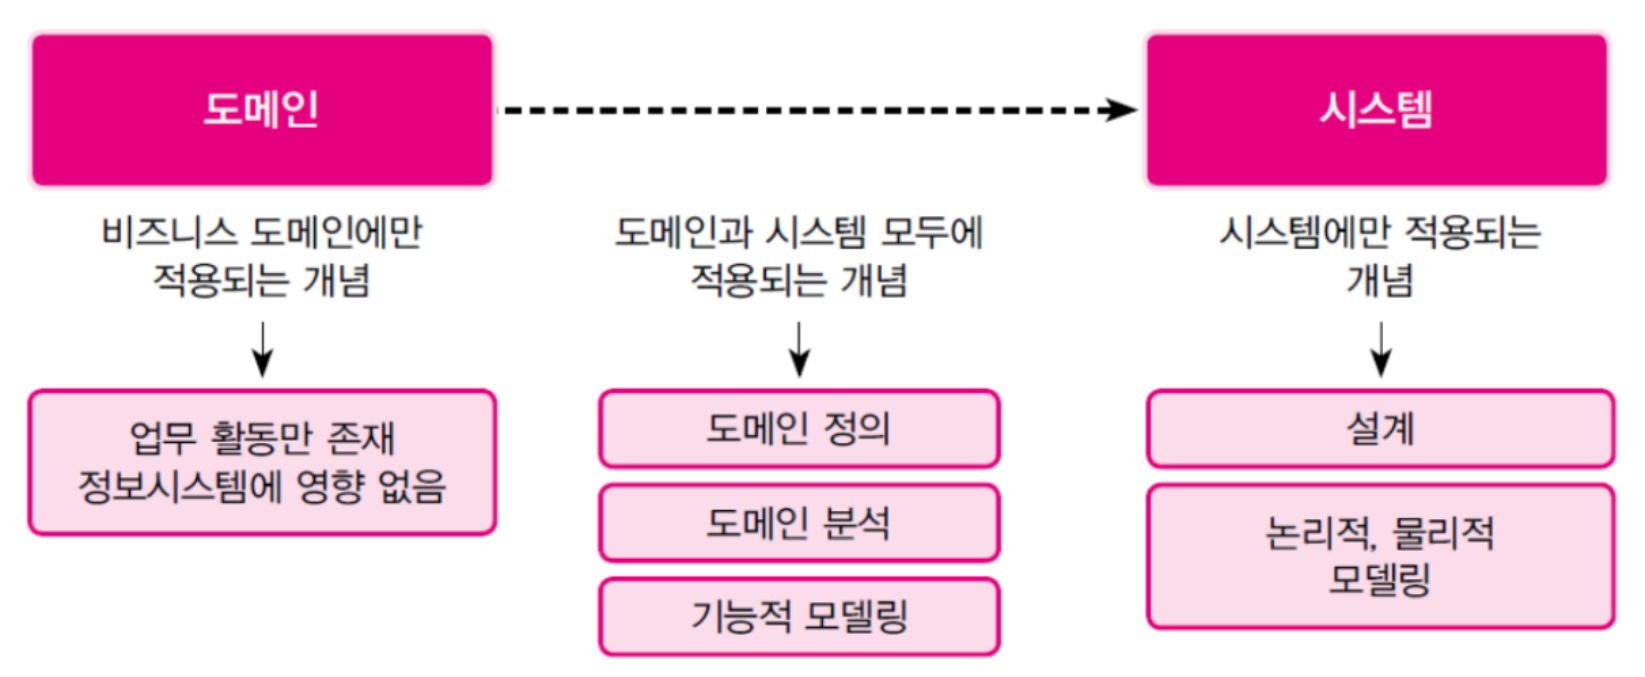 도메인
시스템
비즈니스 도메인에만
적용되는 개념
도메인과 시스템 모두에
적용되는 개념
시스템에만 적용되는
개념
업무 활동만 존재
정보시스템에 영향 없음
도메인 정의
도메인 분석
기능적 모델링
설계
논리적, 물리적
모델링